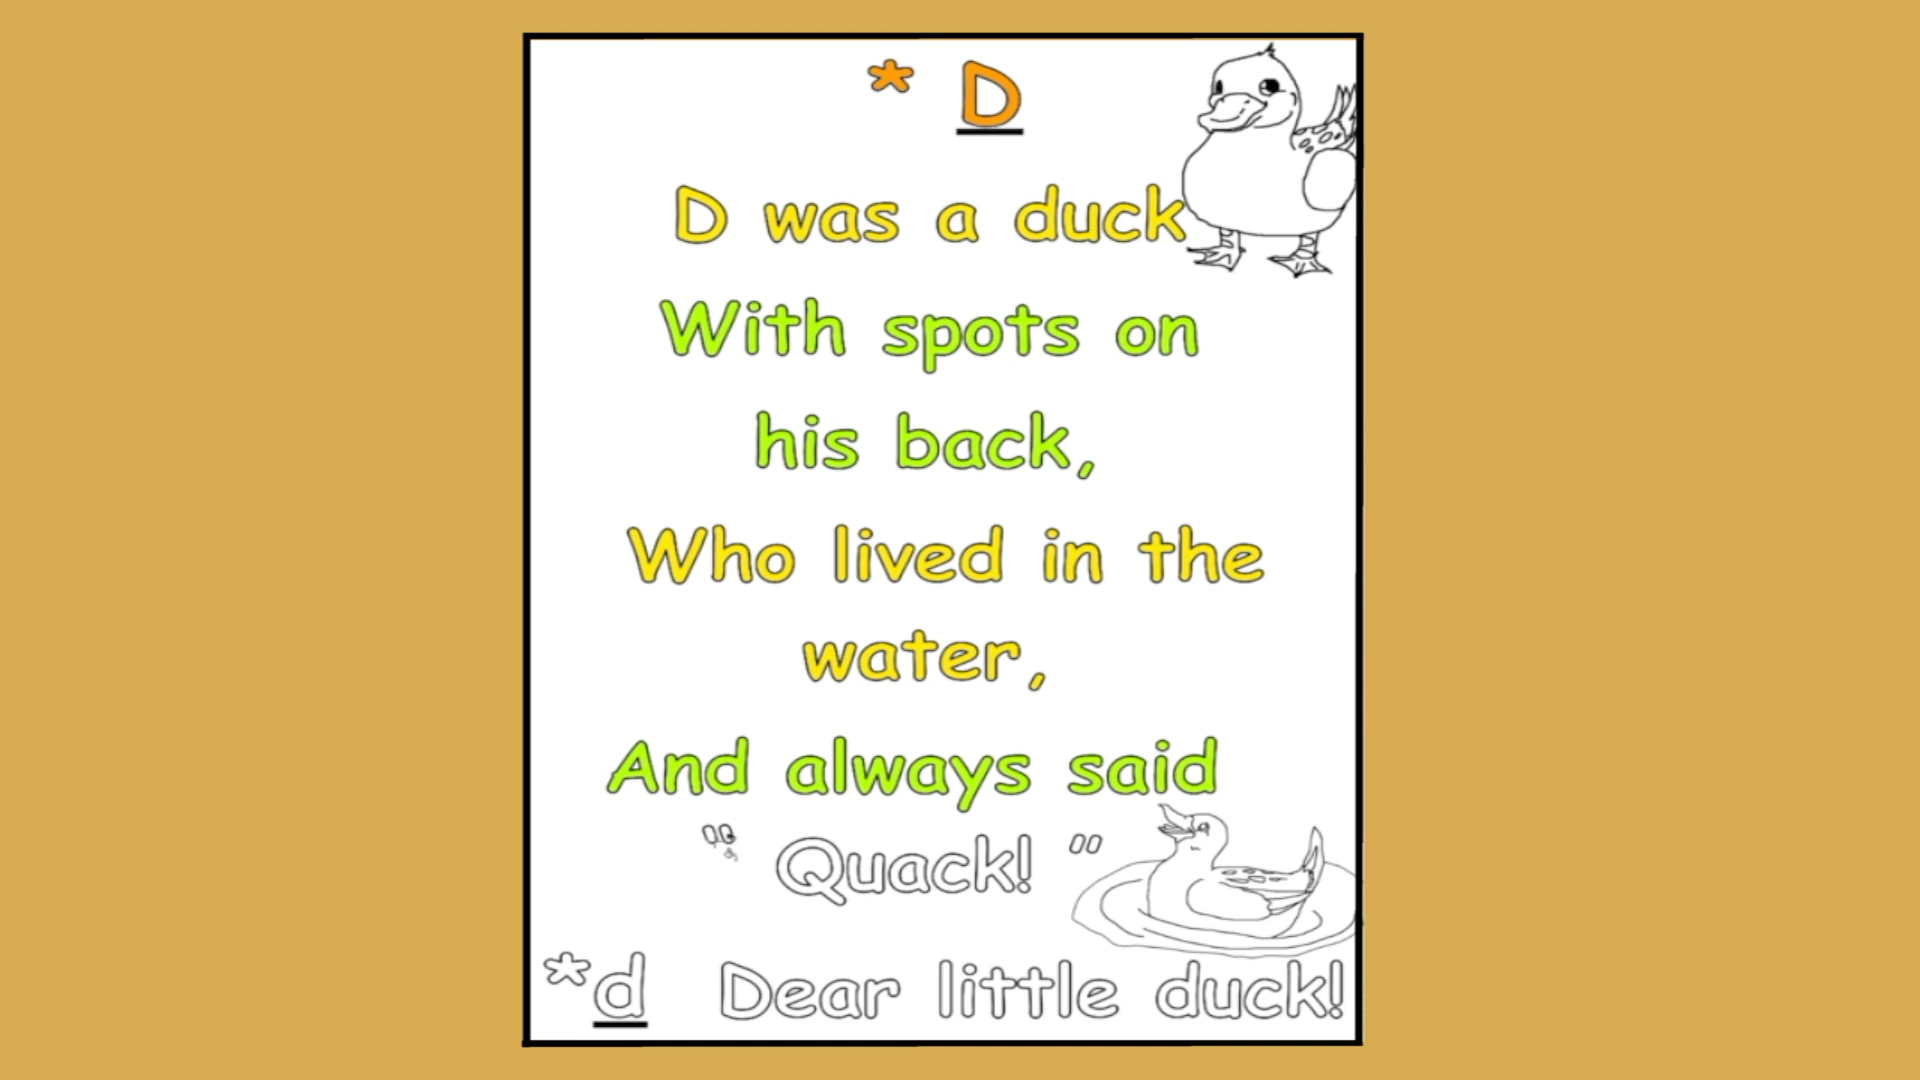 * D
D was a duck
With spots on
his back,
Who lived in the
water,
And always said
" Quack! "
*d Dear little duck!